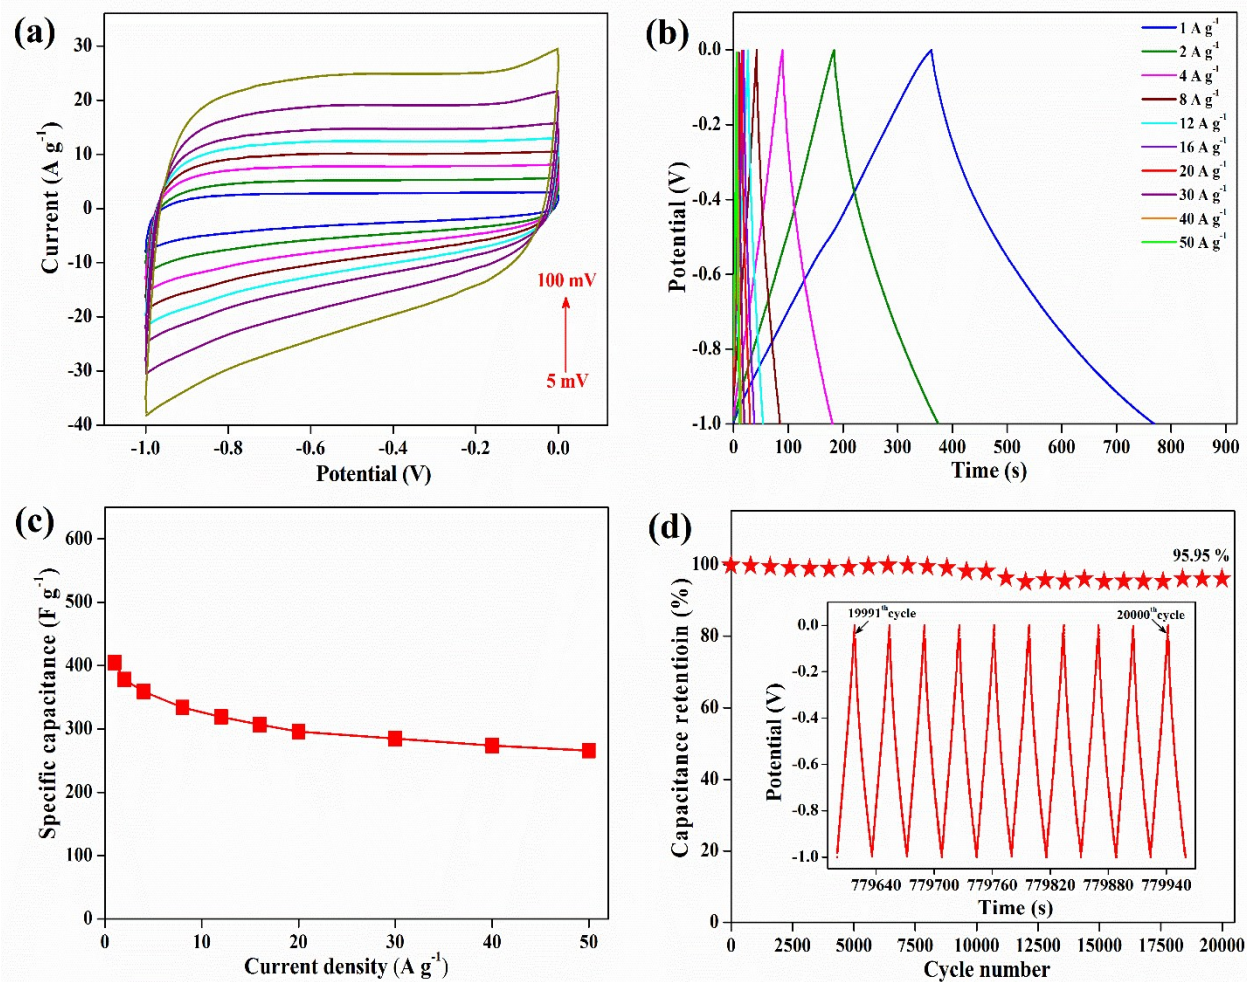 (a)
30
20
10
0
-10
-20
-30
-40
Current (A g-1)
100 mV
5 mV
-1.0 -0.8 -0.6 -0.4 -0.2 0.0
Potential (V)
(b)
0.0
-0.2
-0.4
-0.6
-0.8
-1.0
Potential (V)
1 A g-1
2 A g-1
4 A g-1
8 A g-1
12 A g-1
16 A g-1
20 A g-1
30 A g-1
40 A g-1
50 A g-1
0 100 200 300 400 500 600 700 800 900
Time (s)
(c)
600
500
400
300
200
100
0
Specific capacitance (F g-1)
0 10 20 30 40 50
Current density (A g-1)
(d)
100
80
60
40
20
0
Capacitance retentioin (%)
95.95 %
19991th cycle
20000th cycle
0.0
-0.2
-0.4
-0.6
-0.8
-1.0
Potential (V)
779640 779700 779760 779820 779880 779940
Time (s)
0 2500 5000 7500 10000 12500 15000 17500 20000
Cycle number